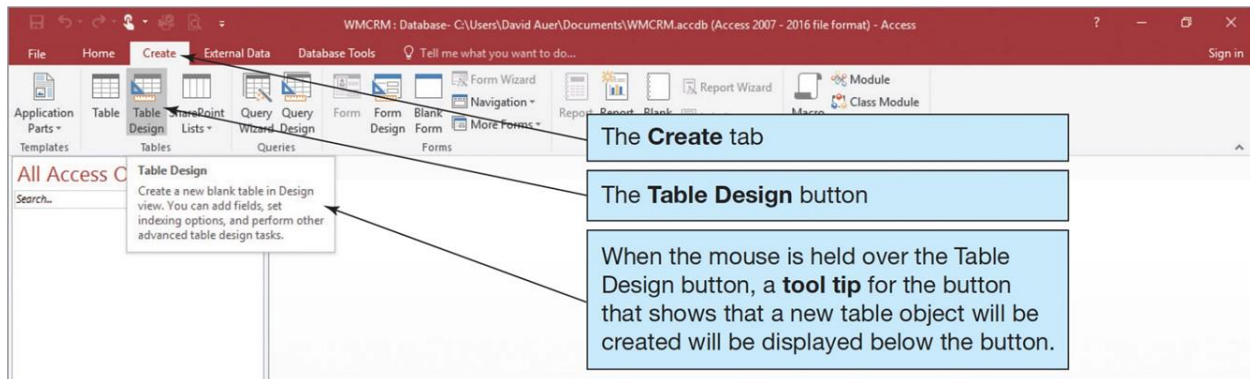 WMCRM : Database- C:\Users\David Auer\Documents\WMCRM.accdb (Access 2007 - 2016 file format) - Access
?
File Home Create External Data Database Tools Tell me what you want to do... Sign in
Application
Parts
Table
Table
Design
SharePoint
Lists
Query
Wizard
Query
Design
Form
Form
Design
Blank
Form
Form Wizard
Navigation
More Forms
Report
Report
Blank
Report Wizard
Macro
Module
Class Module
Templates Tables Queries Forms
All Access O
Search...
Table Design
Create a new blank table in Design
view. You can add fields, set
indexing options, and perform other
advanced table design tasks.
The Create tab
The Table Design button
When the mouse is held over the Table
Design button, a tool tip for the button
that shows that a new table object will be
created will be displayed below the button.